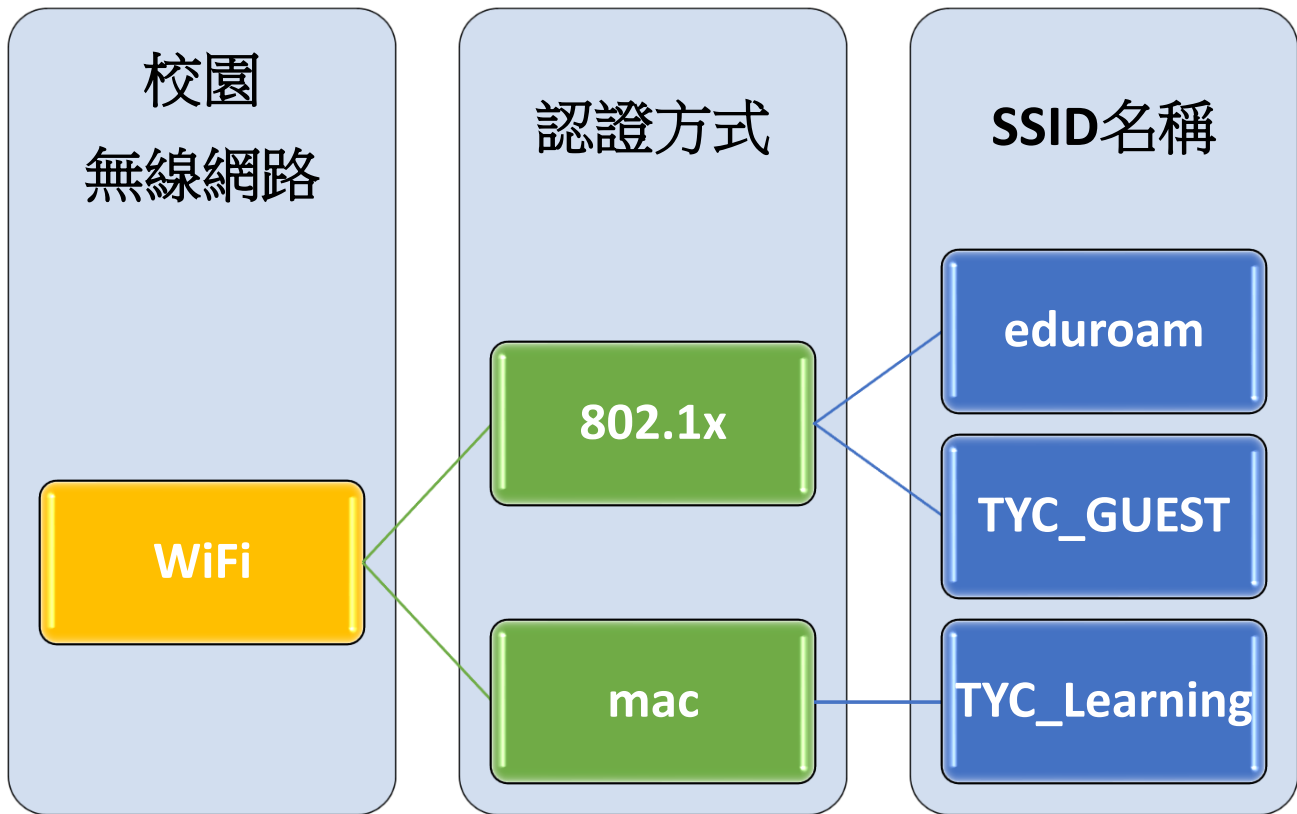 校園
無線網路
認證方式
SSID名稱
WiFi
802.1x
mac
eduroam
TYC_GUEST
TYC_Learning